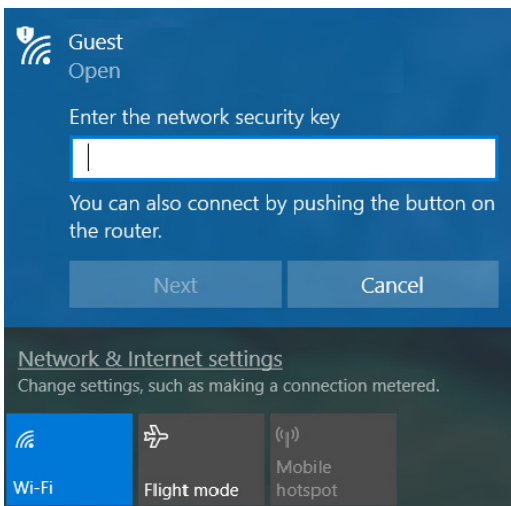 Guest
Open
Enter the network security key
You can also connect by pushing the button on
the router.
Next
Cancel
Network & Internet settings
Change settings, such as making a connection metered.
Wi-Fi
Flight mode
Mobile
hotspot